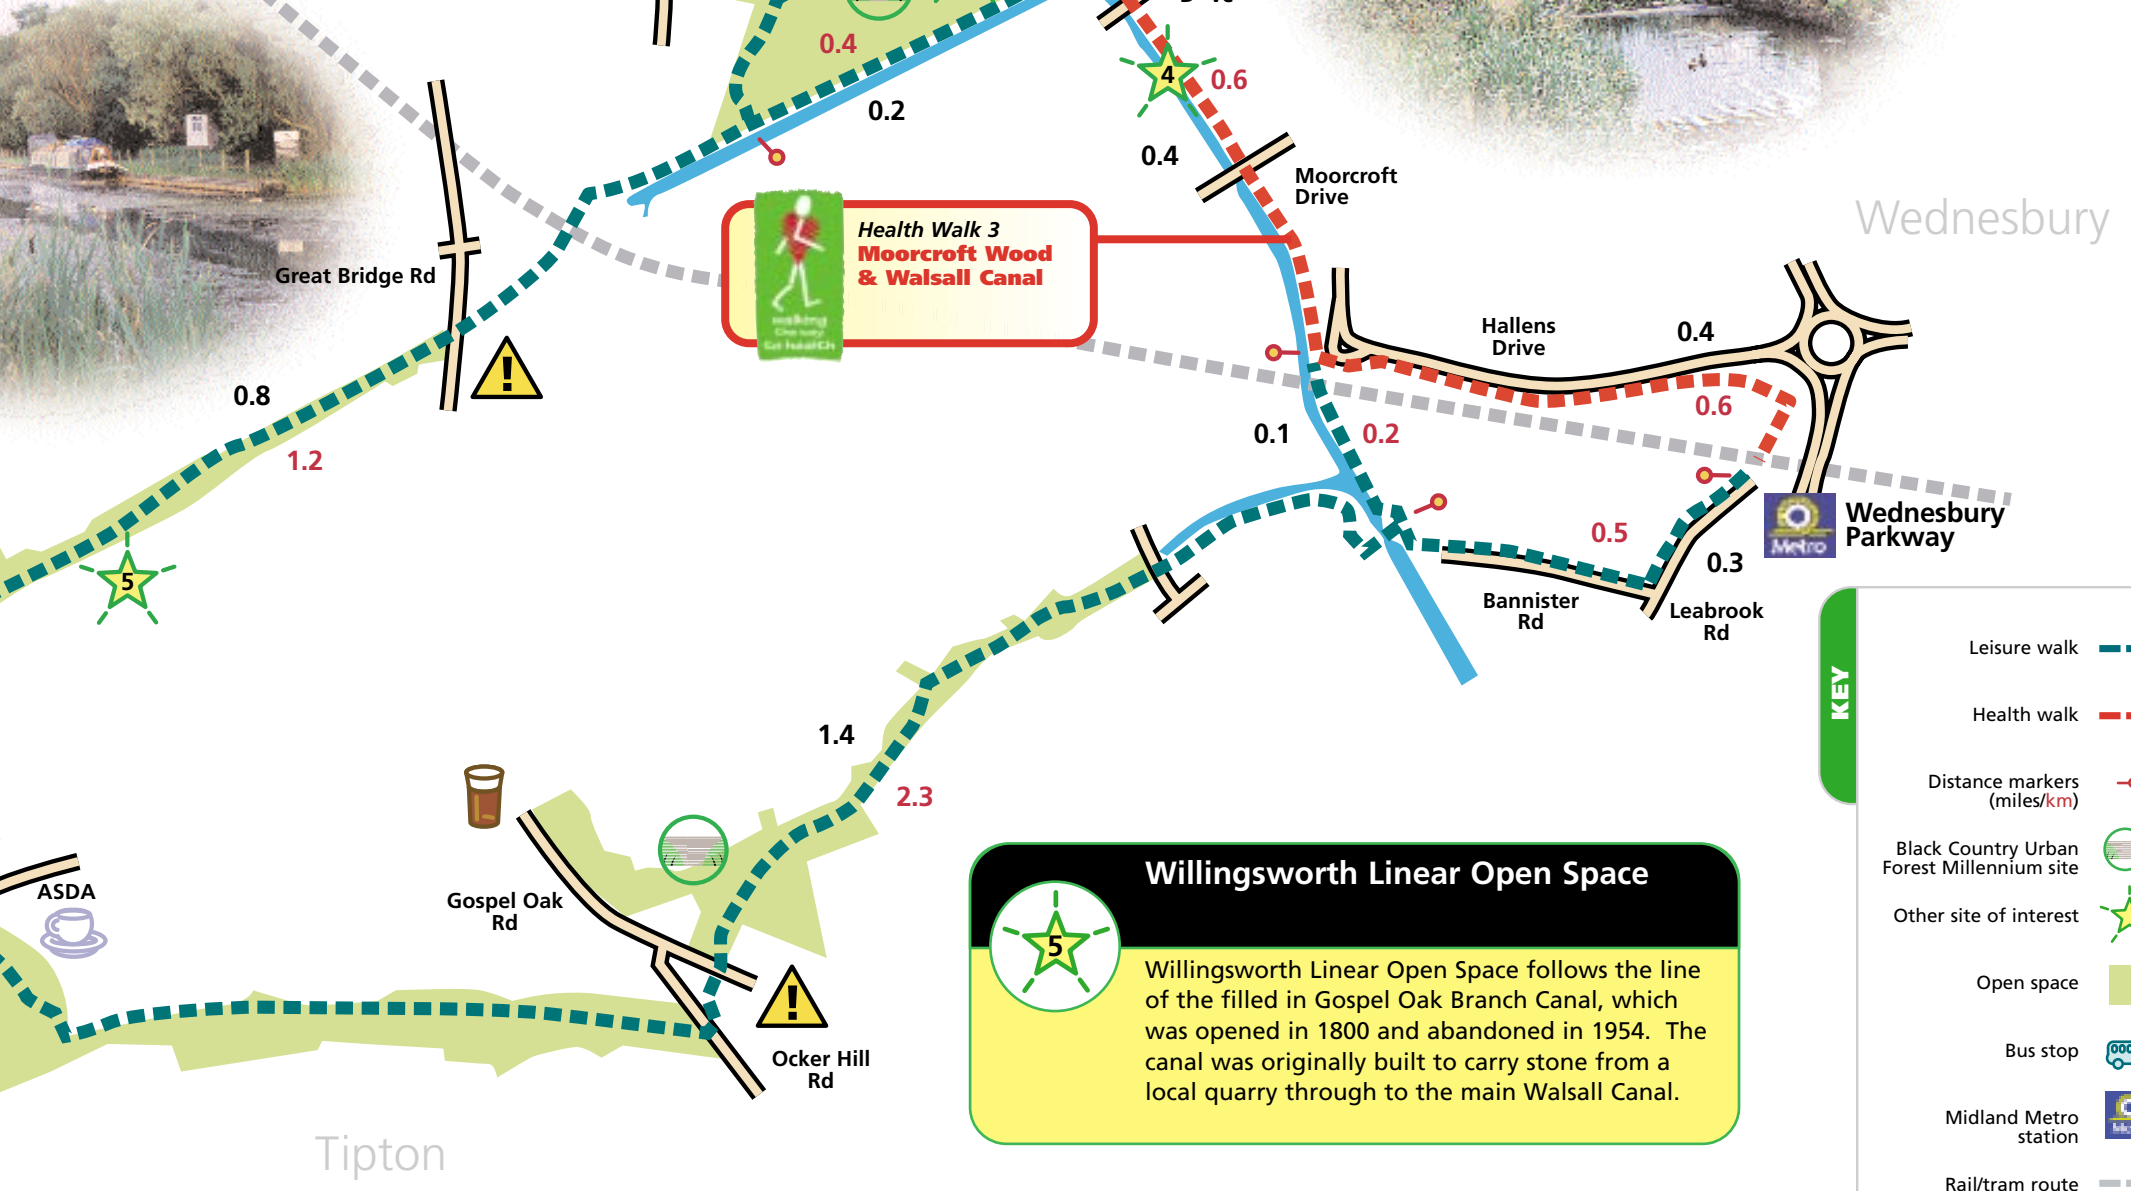 0.4
0.2
4
0.6
0.4
Moorcroft
Drive
Wednesbury
Health Walk 3
Moorcroft Wood
& Walsall Canal
walking
the way
to health
Great Bridge Rd
!
0.8
1.2
5
Hallens
Drive
0.4
0.6
0.1
0.2
0.5
0.3
Metro
Wednesbury
Parkway
Bannister
Rd
Leabrook
Rd
1.4
2.3
ASDA
Gospel Oak
Rd
!
Ocker Hill
Rd
Tipton
Willingsworth Linear Open Space
5
Willingsworth Linear Open Space follows the line
of the filled in Gospel Oak Branch Canal, which
was opened in 1800 and abandoned in 1954. The
canal was originally built to carry stone from a
local quarry through to the main Walsall Canal.
KEY
Leisure walk
Health walk
Distance markers
(miles/km)
Black Country Urban
Forest Millennium site
Other site of interest
Open space
Bus stop
Midland Metro
station
Rail/tram route